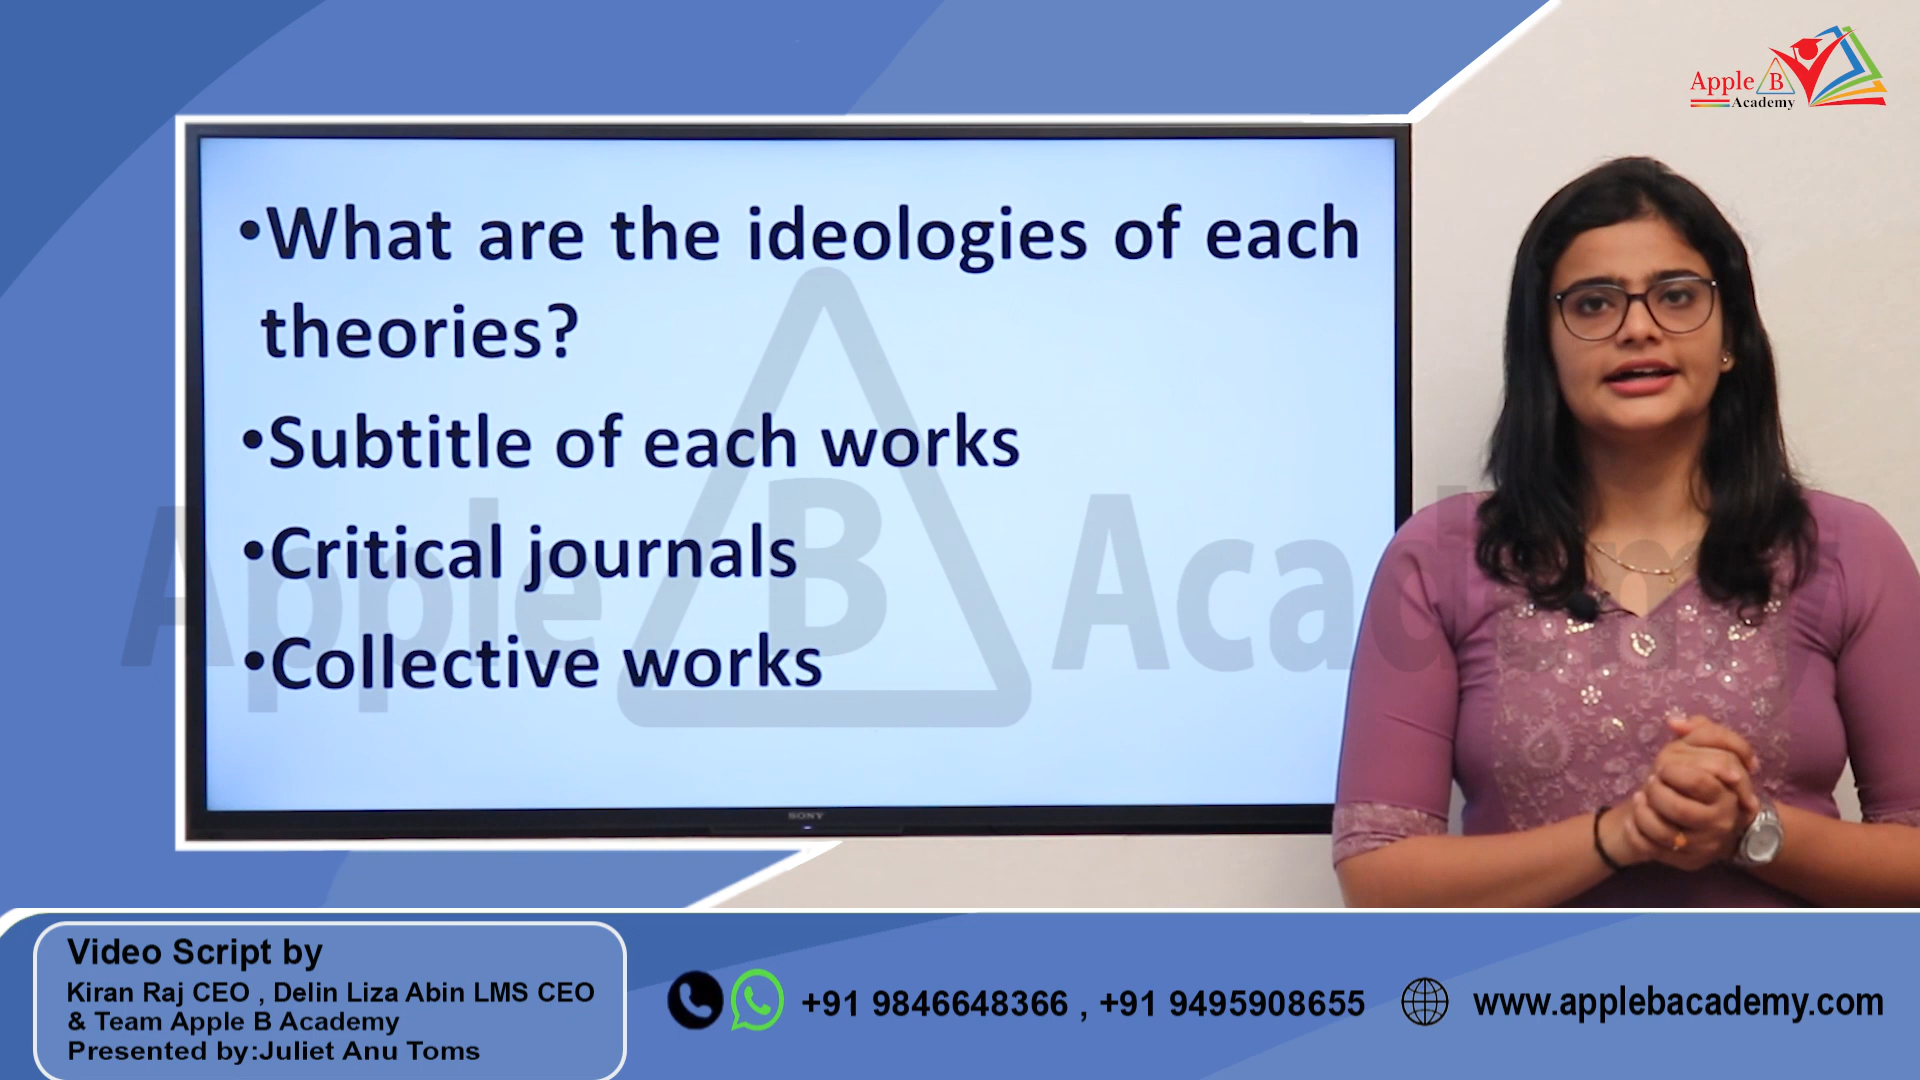 Apple B
Academy
•What are the ideologies of each
theories?
•Subtitle of each works
•Critical journals
•Collective works
Apple B Academy
SONY
Video Script by
Kiran Raj CEO , Delin Liza Abin LMS CEO
& Team Apple B Academy
Presented by:Juliet Anu Toms
+91 9846648366 , +91 9495908655
www.applebacademy.com